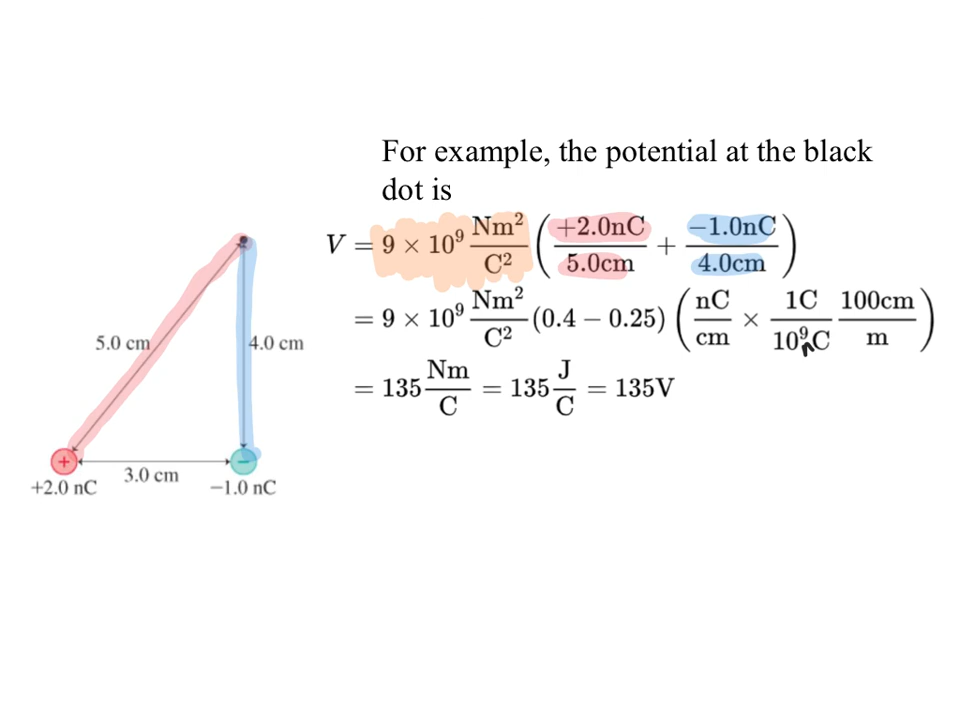 For example, the potential at the black
dot is
V = 9 × 10⁹ Nm²/C² (+2.0nC/5.0cm + −1.0nC/4.0cm)
= 9 × 10⁹ Nm²/C² (0.4 − 0.25) (nC/cm × 1C/10⁹nC 100cm/m)
= 135 Nm/C = 135 J/C = 135V
5.0 cm
4.0 cm
+
−
3.0 cm
+2.0 nC
−1.0 nC